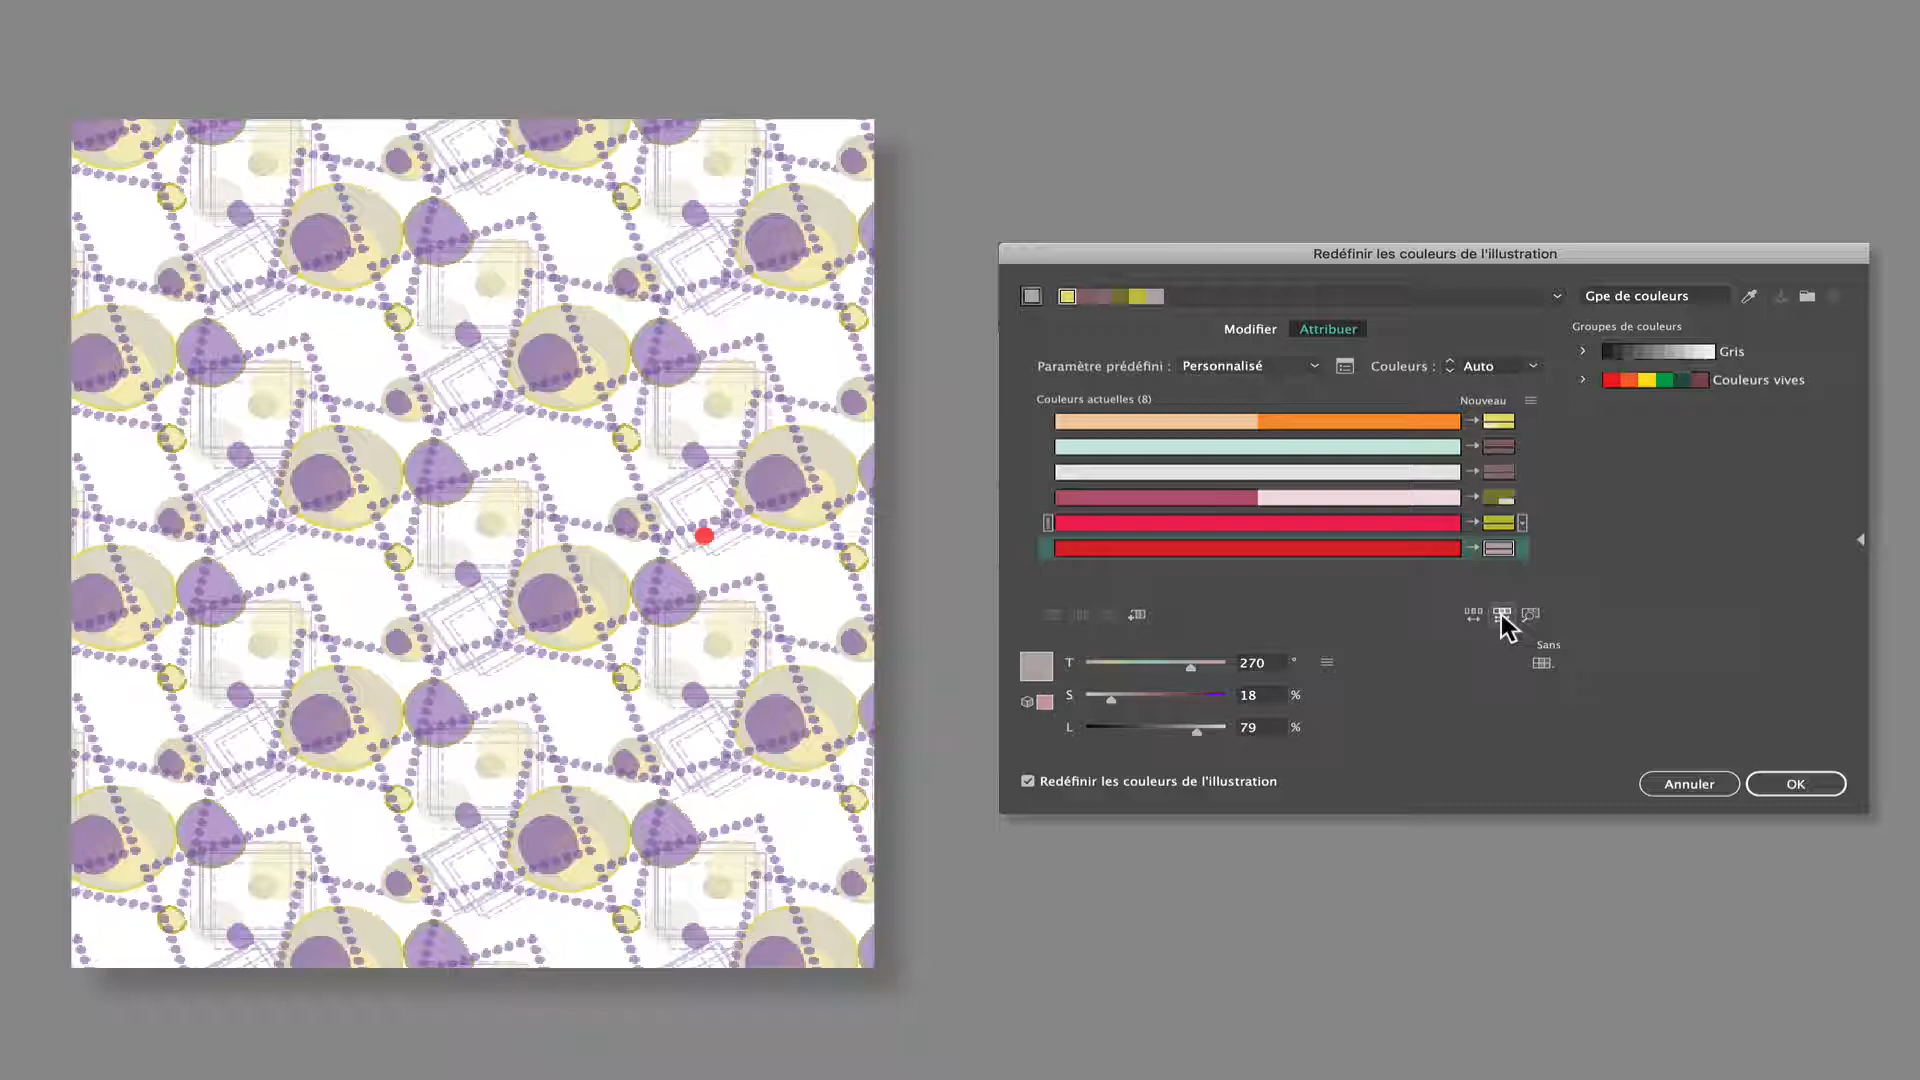 Redéfinir les couleurs de l'illustration
Gpe de couleurs
Modifier Attribuer
Groupes de couleurs
Gris
Paramètre prédéfini : Personnalisé Couleurs : Auto
Couleurs vives
Couleurs actuelles (8) Nouveau
Sans
T 270 °
S 18 %
L 79 %
Redéfinir les couleurs de l'illustration
Annuler OK